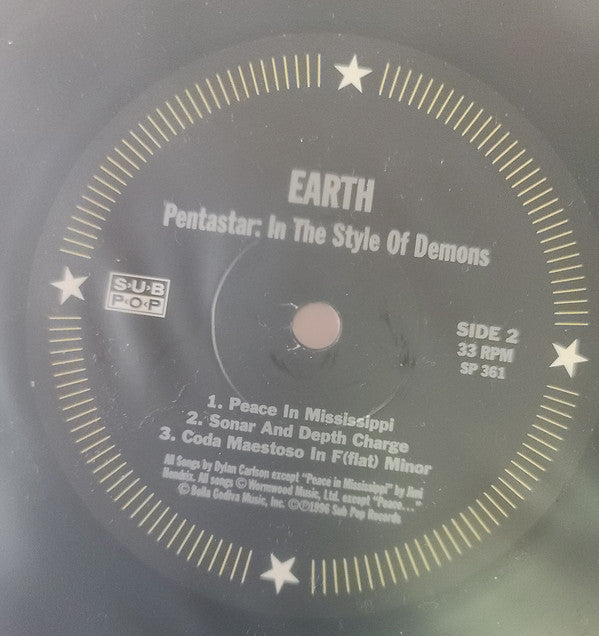 EARTH
Pentastar: In The Style Of Demons
S·U·B
P·O·P
SIDE 2
33 RPM
SP 361
1. Peace In Mississippi
2. Sonar And Depth Charge
3. Coda Maestoso In F(flat) Minor
All Songs by Dylan Carlson except "Peace in Mississippi" by Jimi
Hendrix. All songs © Wormwood Music, Ltd. except "Peace..."
© Bella Godiva Music, Inc. ©℗1996 Sub Pop Records